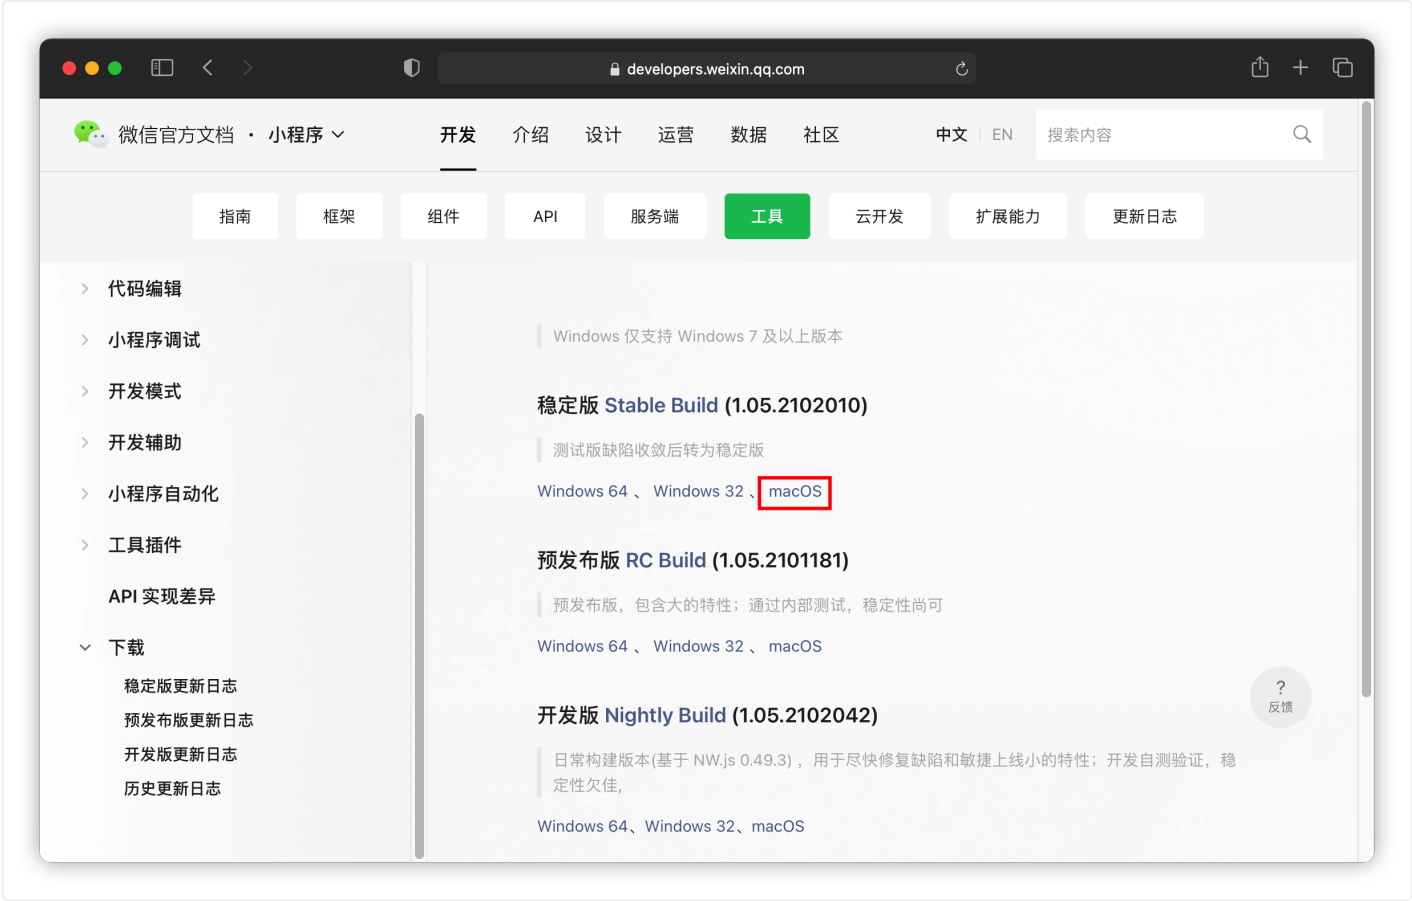 developers.weixin.qq.com
微信官方文档 · 小程序
开发 介绍 设计 运营 数据 社区
中文 | EN
搜索内容
指南 框架 组件 API 服务端 工具 云开发 扩展能力 更新日志
代码编辑
小程序调试
开发模式
开发辅助
小程序自动化
工具插件
API 实现差异
下载
稳定版更新日志
预发布版更新日志
开发版更新日志
历史更新日志
Windows 仅支持 Windows 7 及以上版本
稳定版 Stable Build (1.05.2102010)
测试版缺陷收敛后转为稳定版
Windows 64 、 Windows 32 、 macOS
预发布版 RC Build (1.05.2101181)
预发布版，包含大的特性；通过内部测试，稳定性尚可
Windows 64 、 Windows 32 、 macOS
开发版 Nightly Build (1.05.2102042)
日常构建版本(基于 NW.js 0.49.3) ，用于尽快修复缺陷和敏捷上线小的特性；开发自测验证，稳
定性欠佳,
Windows 64、Windows 32、macOS
?
反馈